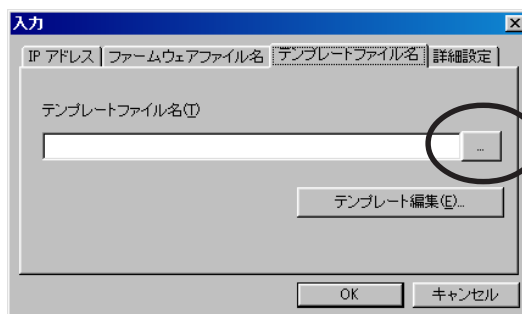 入力
IP アドレス ファームウェアファイル名 テンプレートファイル名 詳細設定
テンプレートファイル名(T)
...
テンプレート編集(E)...
OK キャンセル